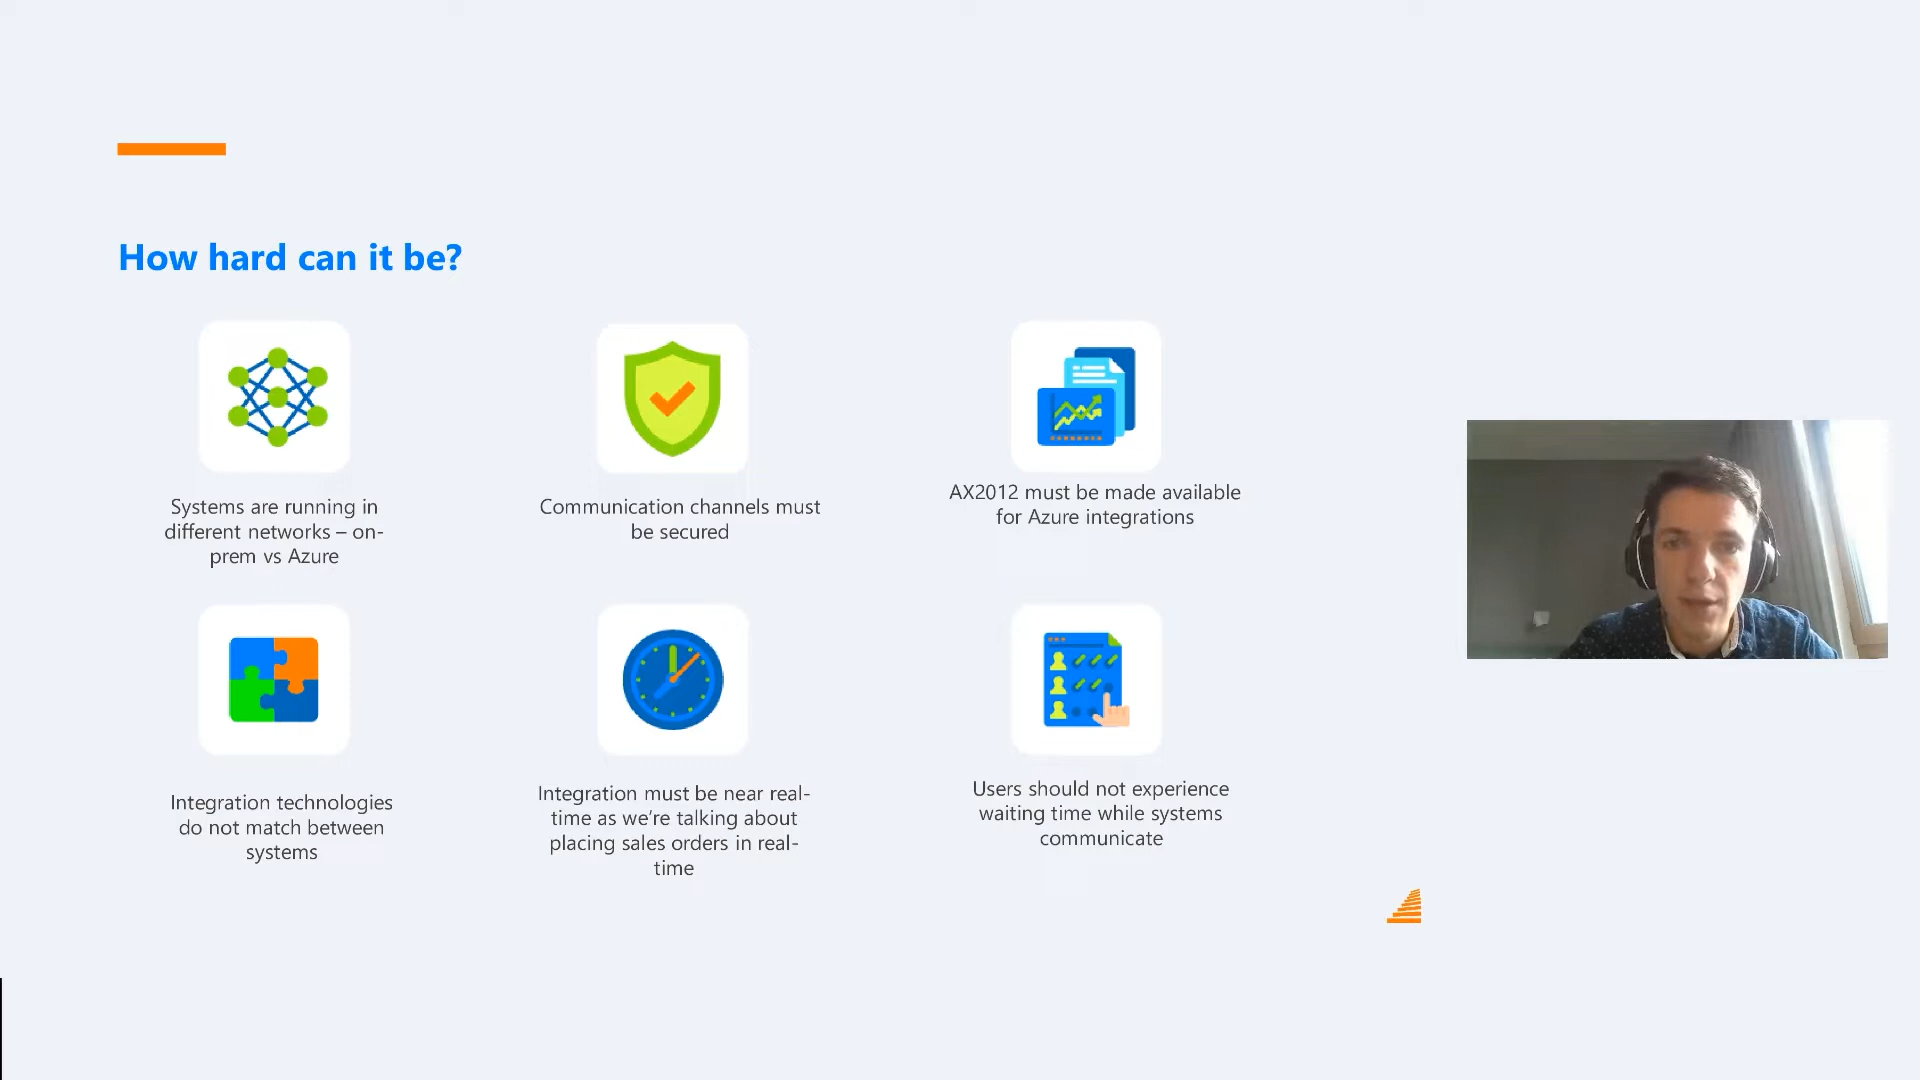 How hard can it be?
Systems are running in
different networks – on-
prem vs Azure
Communication channels must
be secured
AX2012 must be made available
for Azure integrations
Integration technologies
do not match between
systems
Integration must be near real-
time as we’re talking about
placing sales orders in real-
time
Users should not experience
waiting time while systems
communicate